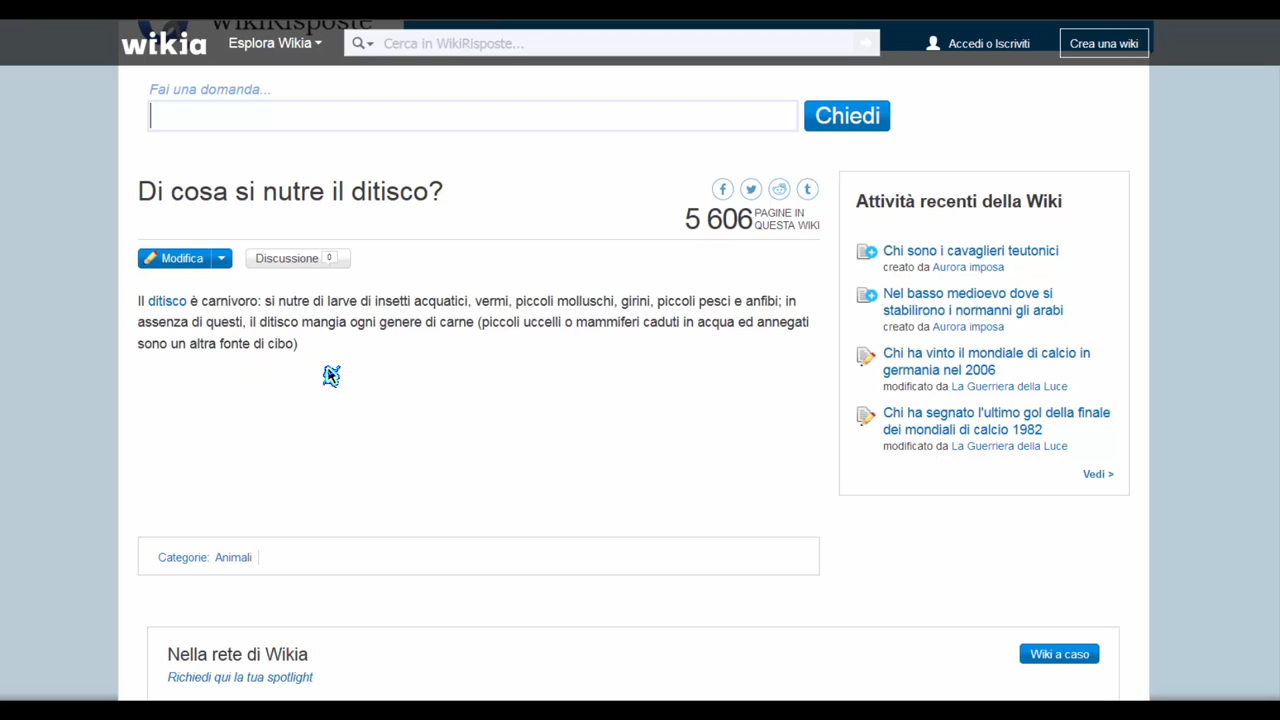 WikiRisposte
wikia
Esplora Wikia
Cerca in WikiRisposte...
Accedi o Iscriviti
Crea una wiki
Fai una domanda...
Chiedi
Di cosa si nutre il ditisco?
5 606 PAGINE IN
QUESTA WIKI
Modifica
Discussione 0
Il ditisco è carnivoro: si nutre di larve di insetti acquatici, vermi, piccoli molluschi, girini, piccoli pesci e anfibi; in
assenza di questi, il ditisco mangia ogni genere di carne (piccoli uccelli o mammiferi caduti in acqua ed annegati
sono un altra fonte di cibo)
Categorie: Animali
Attività recenti della Wiki
Chi sono i cavaglieri teutonici
creato da Aurora imposa
Nel basso medioevo dove si
stabilirono i normanni gli arabi
creato da Aurora imposa
Chi ha vinto il mondiale di calcio in
germania nel 2006
modificato da La Guerriera della Luce
Chi ha segnato l'ultimo gol della finale
dei mondiali di calcio 1982
modificato da La Guerriera della Luce
Vedi >
Nella rete di Wikia
Wiki a caso
Richiedi qui la tua spotlight